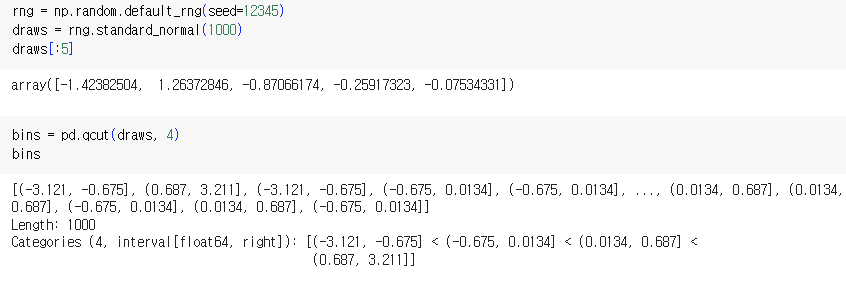 rng = np.random.default_rng(seed=12345)
draws = rng.standard_normal(1000)
draws[:5]
array([-1.42382504,  1.26372846, -0.87066174, -0.25917323, -0.07534331])
bins = pd.qcut(draws, 4)
bins
[(-3.121, -0.675], (0.687, 3.211], (-3.121, -0.675], (-0.675, 0.0134], (-0.675, 0.0134], ..., (0.0134, 0.687], (0.0134,
0.687], (-0.675, 0.0134], (0.0134, 0.687], (-0.675, 0.0134]]
Length: 1000
Categories (4, interval[float64, right]): [(-3.121, -0.675] < (-0.675, 0.0134] < (0.0134, 0.687] <
(0.687, 3.211]]